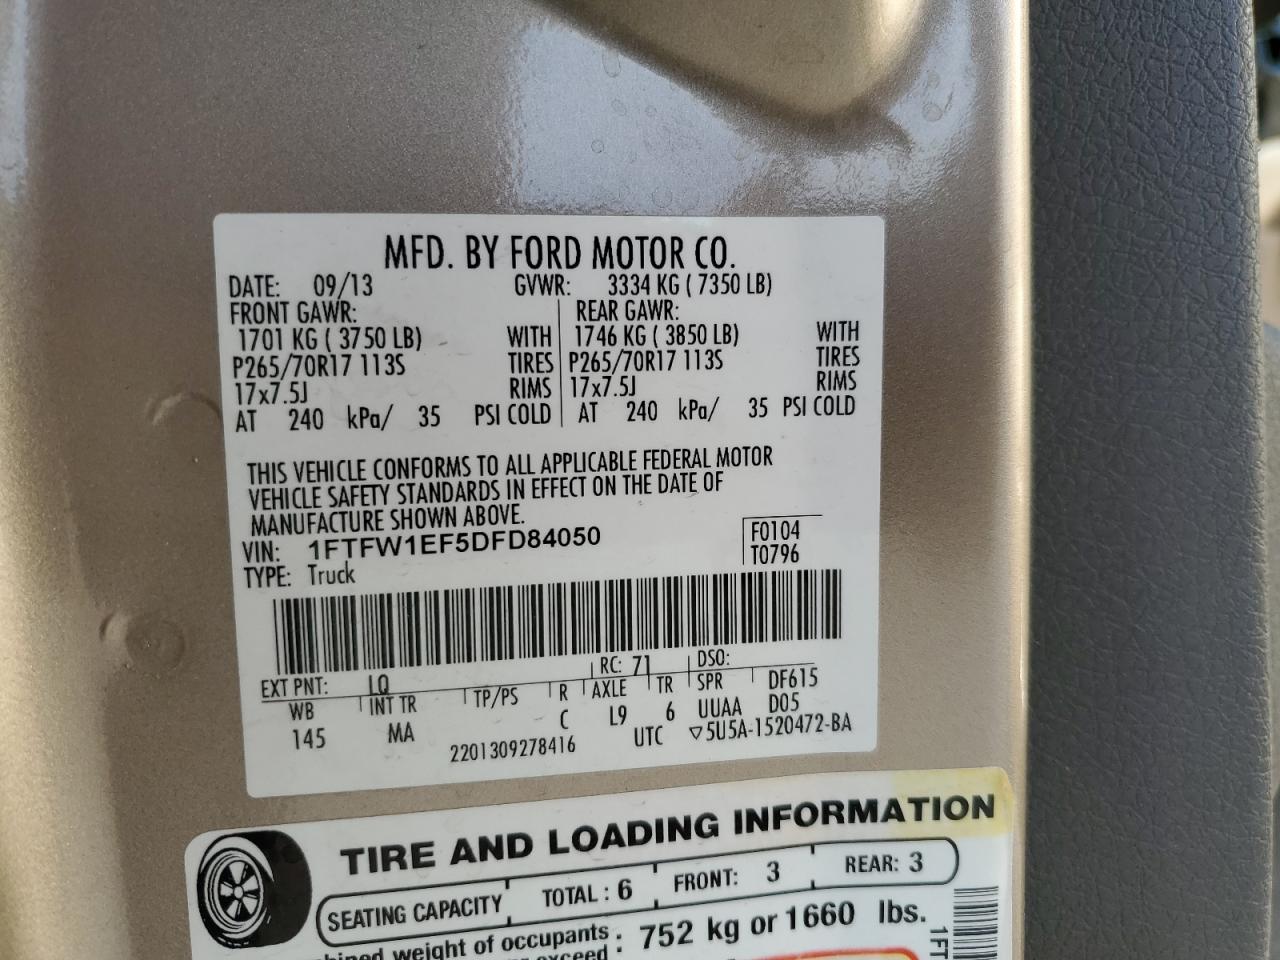 MFD. BY FORD MOTOR CO.
DATE: 09/13 GVWR: 3334 KG ( 7350 LB)
FRONT GAWR: REAR GAWR:
1701 KG ( 3750 LB) WITH 1746 KG ( 3850 LB) WITH
P265/70R17 113S TIRES P265/70R17 113S TIRES
17x7.5J RIMS 17x7.5J RIMS
AT 240 kPa/ 35 PSI COLD AT 240 kPa/ 35 PSI COLD
THIS VEHICLE CONFORMS TO ALL APPLICABLE FEDERAL MOTOR
VEHICLE SAFETY STANDARDS IN EFFECT ON THE DATE OF
MANUFACTURE SHOWN ABOVE.
VIN: 1FTFW1EF5DFD84050 F0104
TYPE: Truck T0796
EXT PNT: LQ RC: 71 DSO:
WB INT TR TP/PS R AXLE TR SPR DF615
145 MA C L9 6 UUAA D05
2201309278416 UTC ▽5U5A-1520472-BA
TIRE AND LOADING INFORMATION
SEATING CAPACITY TOTAL : 6 FRONT: 3 REAR: 3
weight of occupants : 752 kg or 1660 lbs.
exceed :
1FT